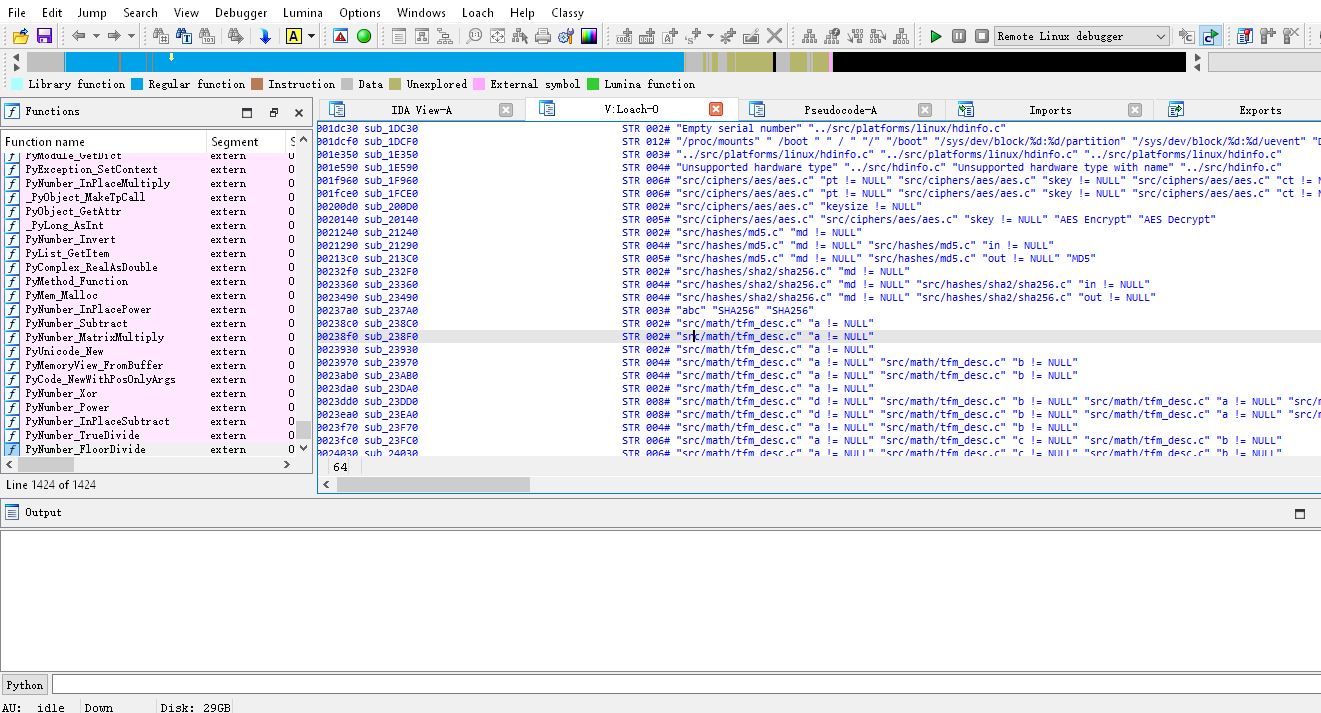 File Edit Jump Search View Debugger Lumina Options Windows Loach Help Classy
Remote Linux debugger
Library function Regular function Instruction Data Unexplored External symbol Lumina function
Functions
Function name Segment
PyModule_GetDict extern
PyException_SetContext extern 0
PyNumber_InPlaceMultiply extern 0
_PyObject_MakeTpCall extern 0
PyObject_GetAttr extern 0
_PyLong_AsInt extern 0
PyNumber_Invert extern 0
PyList_GetItem extern 0
PyComplex_RealAsDouble extern 0
PyMethod_Function extern 0
PyMem_Malloc extern 0
PyNumber_InPlacePower extern 0
PyNumber_Subtract extern 0
PyNumber_MatrixMultiply extern 0
PyUnicode_New extern 0
PyMemoryView_FromBuffer extern 0
PyCode_NewWithPosOnlyArgs extern 0
PyNumber_Xor extern 0
PyNumber_Power extern 0
PyNumber_InPlaceSubtract extern 0
PyNumber_TrueDivide extern 0
PyNumber_FloorDivide extern 0
Line 1424 of 1424
IDA View-A V:Loach-0 Pseudocode-A Imports Exports
001dc30 sub_1DC30 STR 002# "Empty serial number" "../src/platforms/linux/hdinfo.c"
001dcf0 sub_1DCF0 STR 012# "/proc/mounts" " /boot " " / " "/" "/boot" "/sys/dev/block/%d:%d/partition" "/sys/dev/block/%d:%d/uevent"
001e350 sub_1E350 STR 003# "../src/platforms/linux/hdinfo.c" "../src/platforms/linux/hdinfo.c" "../src/platforms/linux/hdinfo.c"
001e590 sub_1E590 STR 004# "Unsupported hardware type" "../src/hdinfo.c" "Unsupported hardware type with name" "../src/hdinfo.c"
001f960 sub_1F960 STR 006# "src/ciphers/aes/aes.c" "pt != NULL" "src/ciphers/aes/aes.c" "skey != NULL" "src/ciphers/aes/aes.c" "ct !=
001fce0 sub_1FCE0 STR 006# "src/ciphers/aes/aes.c" "pt != NULL" "src/ciphers/aes/aes.c" "skey != NULL" "src/ciphers/aes/aes.c" "ct !=
00200d0 sub_200D0 STR 002# "src/ciphers/aes/aes.c" "keysize != NULL"
0020140 sub_20140 STR 005# "src/ciphers/aes/aes.c" "src/ciphers/aes/aes.c" "skey != NULL" "AES Encrypt" "AES Decrypt"
0021240 sub_21240 STR 002# "src/hashes/md5.c" "md != NULL"
0021290 sub_21290 STR 004# "src/hashes/md5.c" "md != NULL" "src/hashes/md5.c" "in != NULL"
00213c0 sub_213C0 STR 005# "src/hashes/md5.c" "md != NULL" "src/hashes/md5.c" "out != NULL" "MD5"
00232f0 sub_232F0 STR 002# "src/hashes/sha2/sha256.c" "md != NULL"
0023360 sub_23360 STR 004# "src/hashes/sha2/sha256.c" "md != NULL" "src/hashes/sha2/sha256.c" "in != NULL"
0023490 sub_23490 STR 004# "src/hashes/sha2/sha256.c" "md != NULL" "src/hashes/sha2/sha256.c" "out != NULL"
00237a0 sub_237A0 STR 003# "abc" "SHA256" "SHA256"
00238c0 sub_238C0 STR 002# "src/math/tfm_desc.c" "a != NULL"
00238f0 sub_238F0 STR 002# "src/math/tfm_desc.c" "a != NULL"
0023930 sub_23930 STR 002# "src/math/tfm_desc.c" "a != NULL"
0023970 sub_23970 STR 004# "src/math/tfm_desc.c" "a != NULL" "src/math/tfm_desc.c" "b != NULL"
0023ab0 sub_23AB0 STR 004# "src/math/tfm_desc.c" "a != NULL" "src/math/tfm_desc.c" "b != NULL"
0023da0 sub_23DA0 STR 002# "src/math/tfm_desc.c" "a != NULL"
0023dd0 sub_23DD0 STR 008# "src/math/tfm_desc.c" "d != NULL" "src/math/tfm_desc.c" "b != NULL" "src/math/tfm_desc.c" "a != NULL"
0023ea0 sub_23EA0 STR 008# "src/math/tfm_desc.c" "d != NULL" "src/math/tfm_desc.c" "b != NULL" "src/math/tfm_desc.c" "a != NULL"
0023f70 sub_23F70 STR 004# "src/math/tfm_desc.c" "a != NULL" "src/math/tfm_desc.c" "b != NULL"
0023fc0 sub_23FC0 STR 006# "src/math/tfm_desc.c" "a != NULL" "src/math/tfm_desc.c" "c != NULL" "src/math/tfm_desc.c" "b != NULL"
0024030 sub_24030 STR 006# "src/math/tfm_desc.c" "a != NULL" "src/math/tfm_desc.c" "c != NULL" "src/math/tfm_desc.c" "b != NULL"
64
Output
Python
AU: idle Down Disk: 29GB